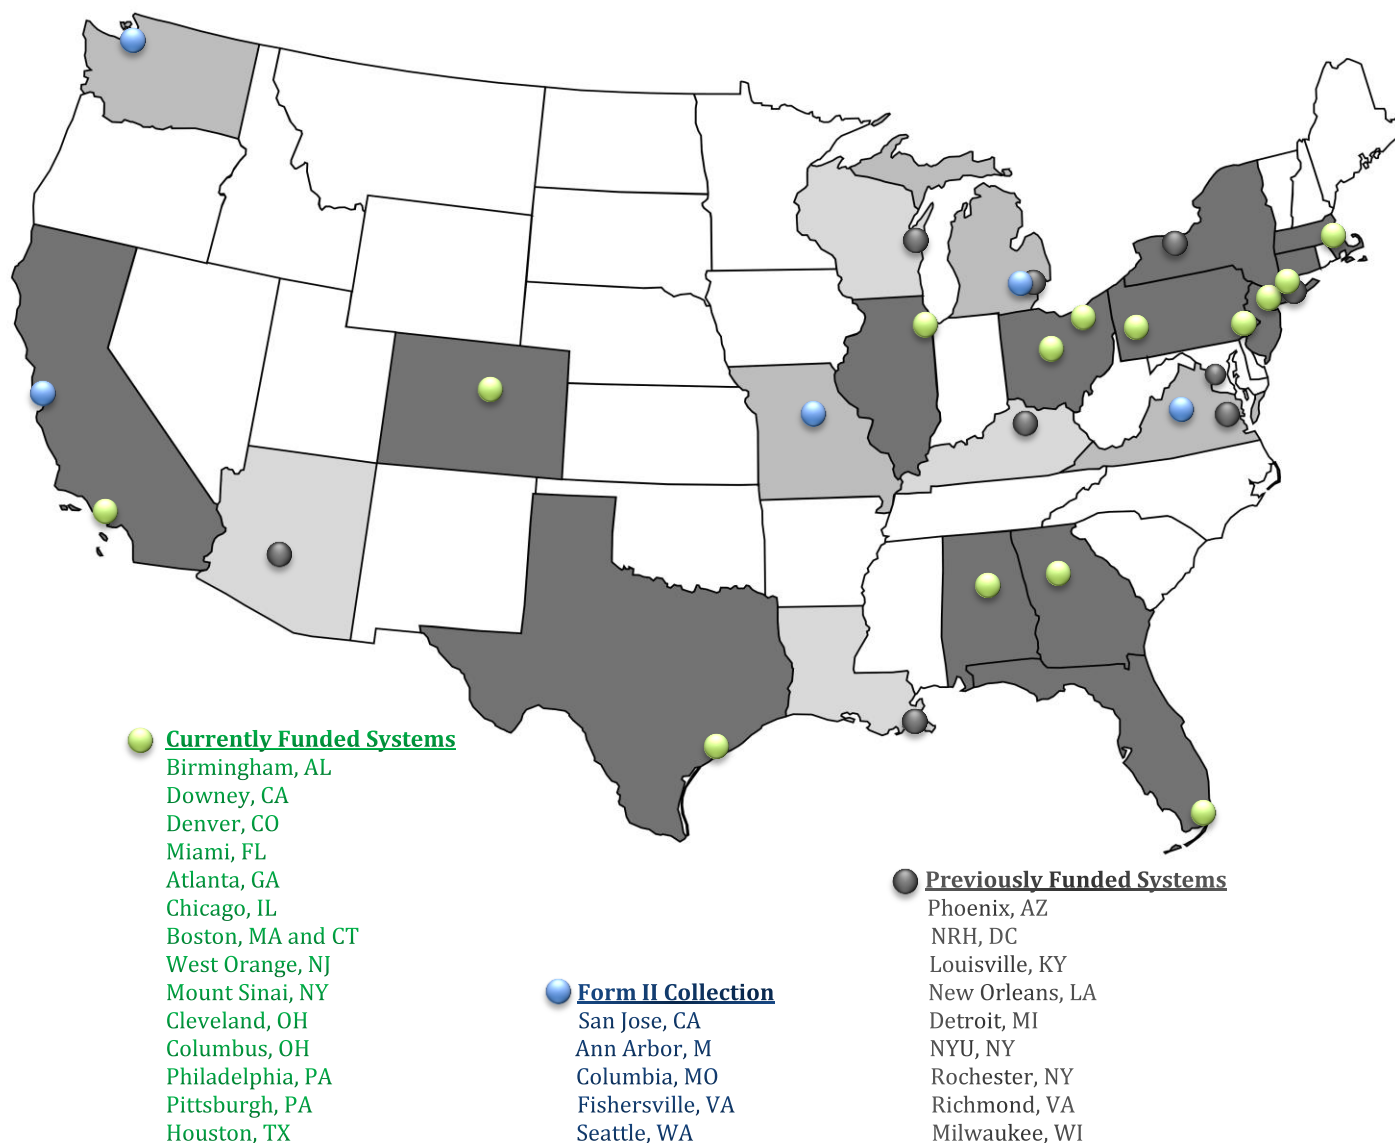 Currently Funded Systems
Birmingham, AL
Downey, CA
Denver, CO
Miami, FL
Atlanta, GA
Chicago, IL
Boston, MA and CT
West Orange, NJ
Mount Sinai, NY
Cleveland, OH
Columbus, OH
Philadelphia, PA
Pittsburgh, PA
Houston, TX
Form II Collection
San Jose, CA
Ann Arbor, M
Columbia, MO
Fishersville, VA
Seattle, WA
Previously Funded Systems
Phoenix, AZ
NRH, DC
Louisville, KY
New Orleans, LA
Detroit, MI
NYU, NY
Rochester, NY
Richmond, VA
Milwaukee, WI